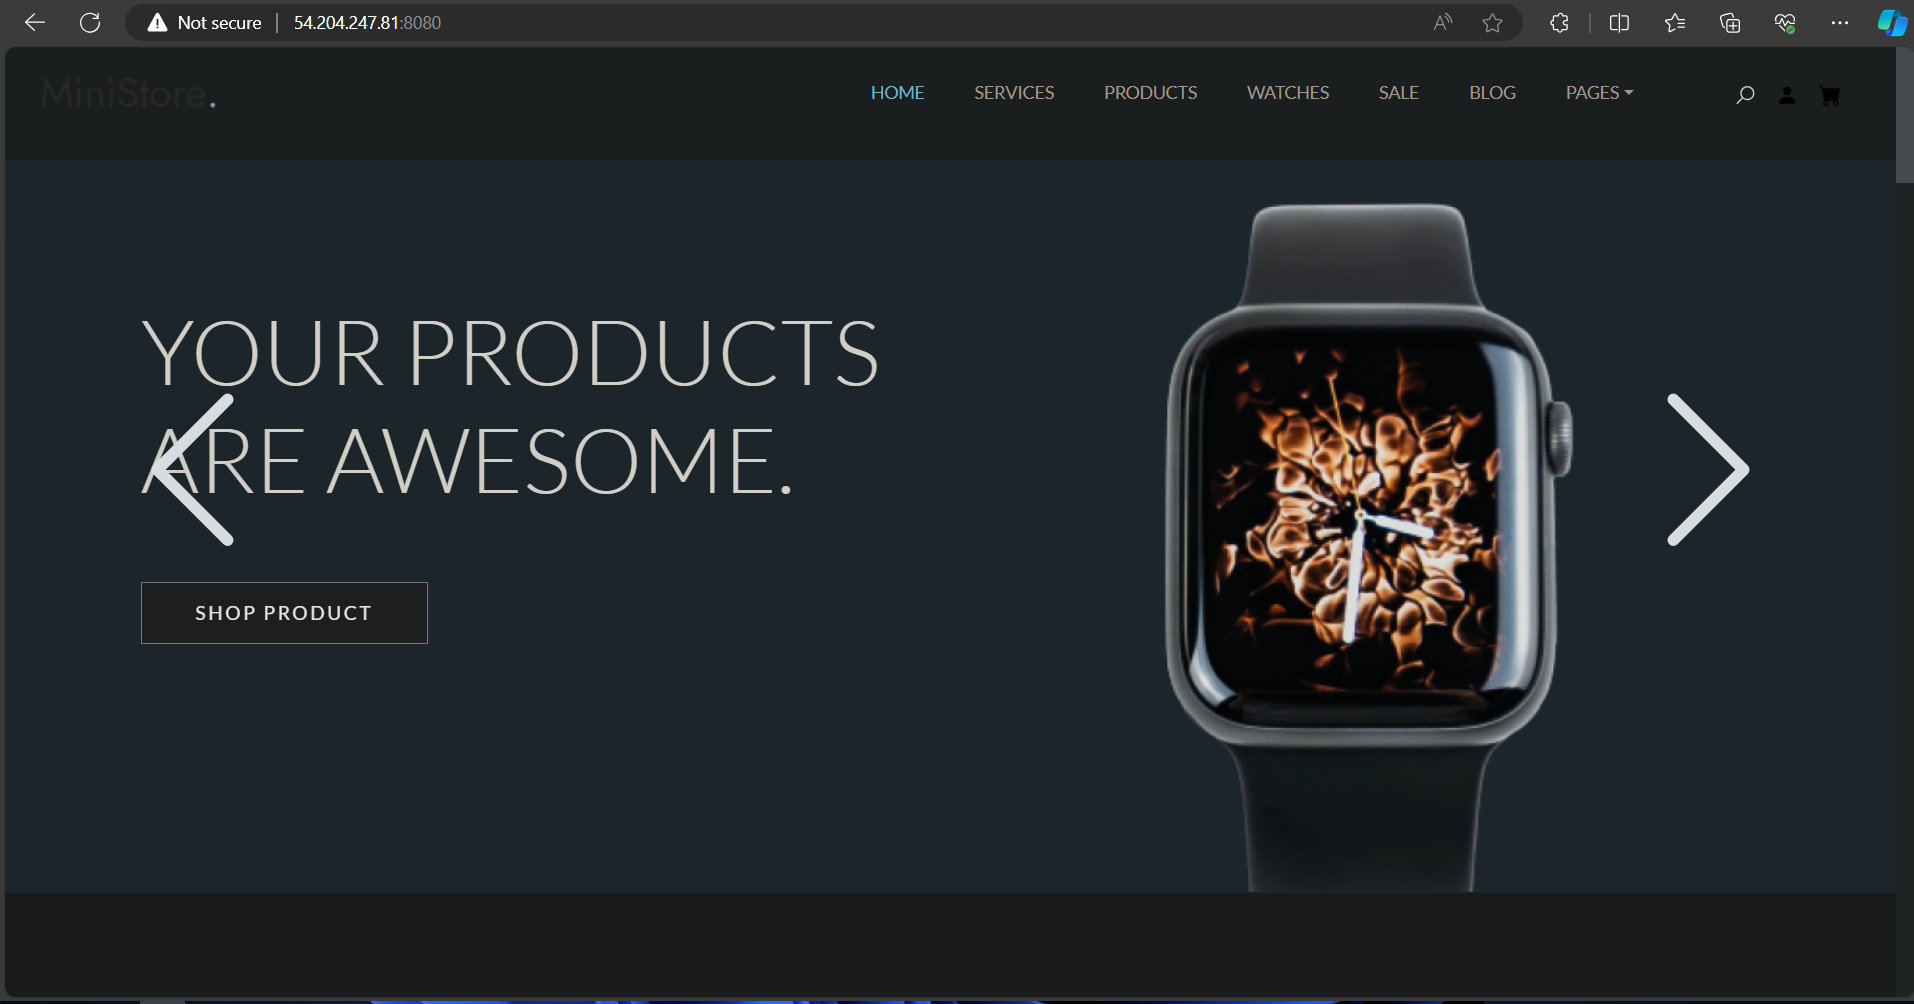 Not secure | 54.204.247.81:8080
MiniStore.
HOME SERVICES PRODUCTS WATCHES SALE BLOG PAGES
YOUR PRODUCTS
ARE AWESOME.
SHOP PRODUCT